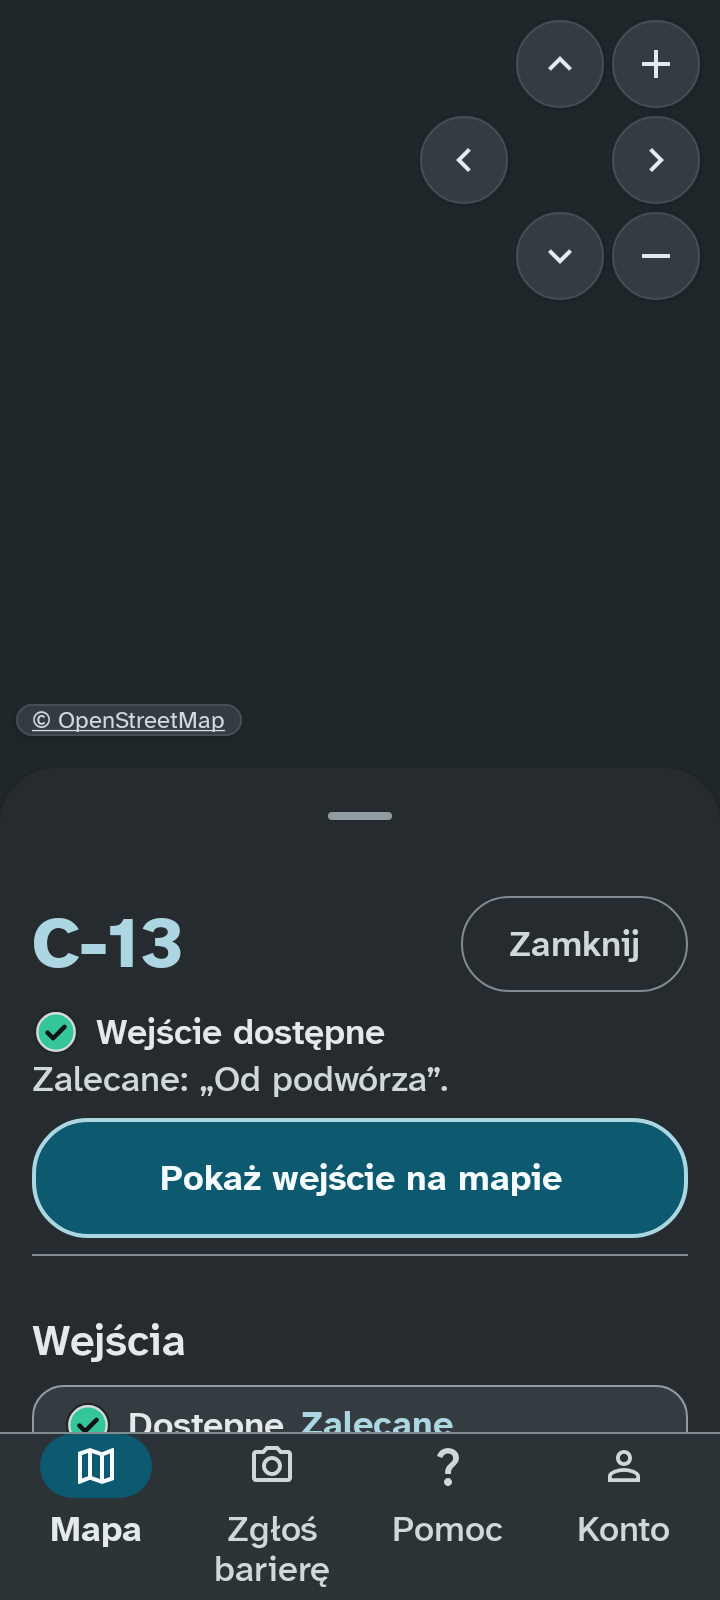 © OpenStreetMap
C-13
Zamknij
Wejście dostępne
Zalecane: „Od podwórza”.
Pokaż wejście na mapie
Wejścia
Dostępne Zalecane
Mapa
Zgłoś
barierę
Pomoc
Konto